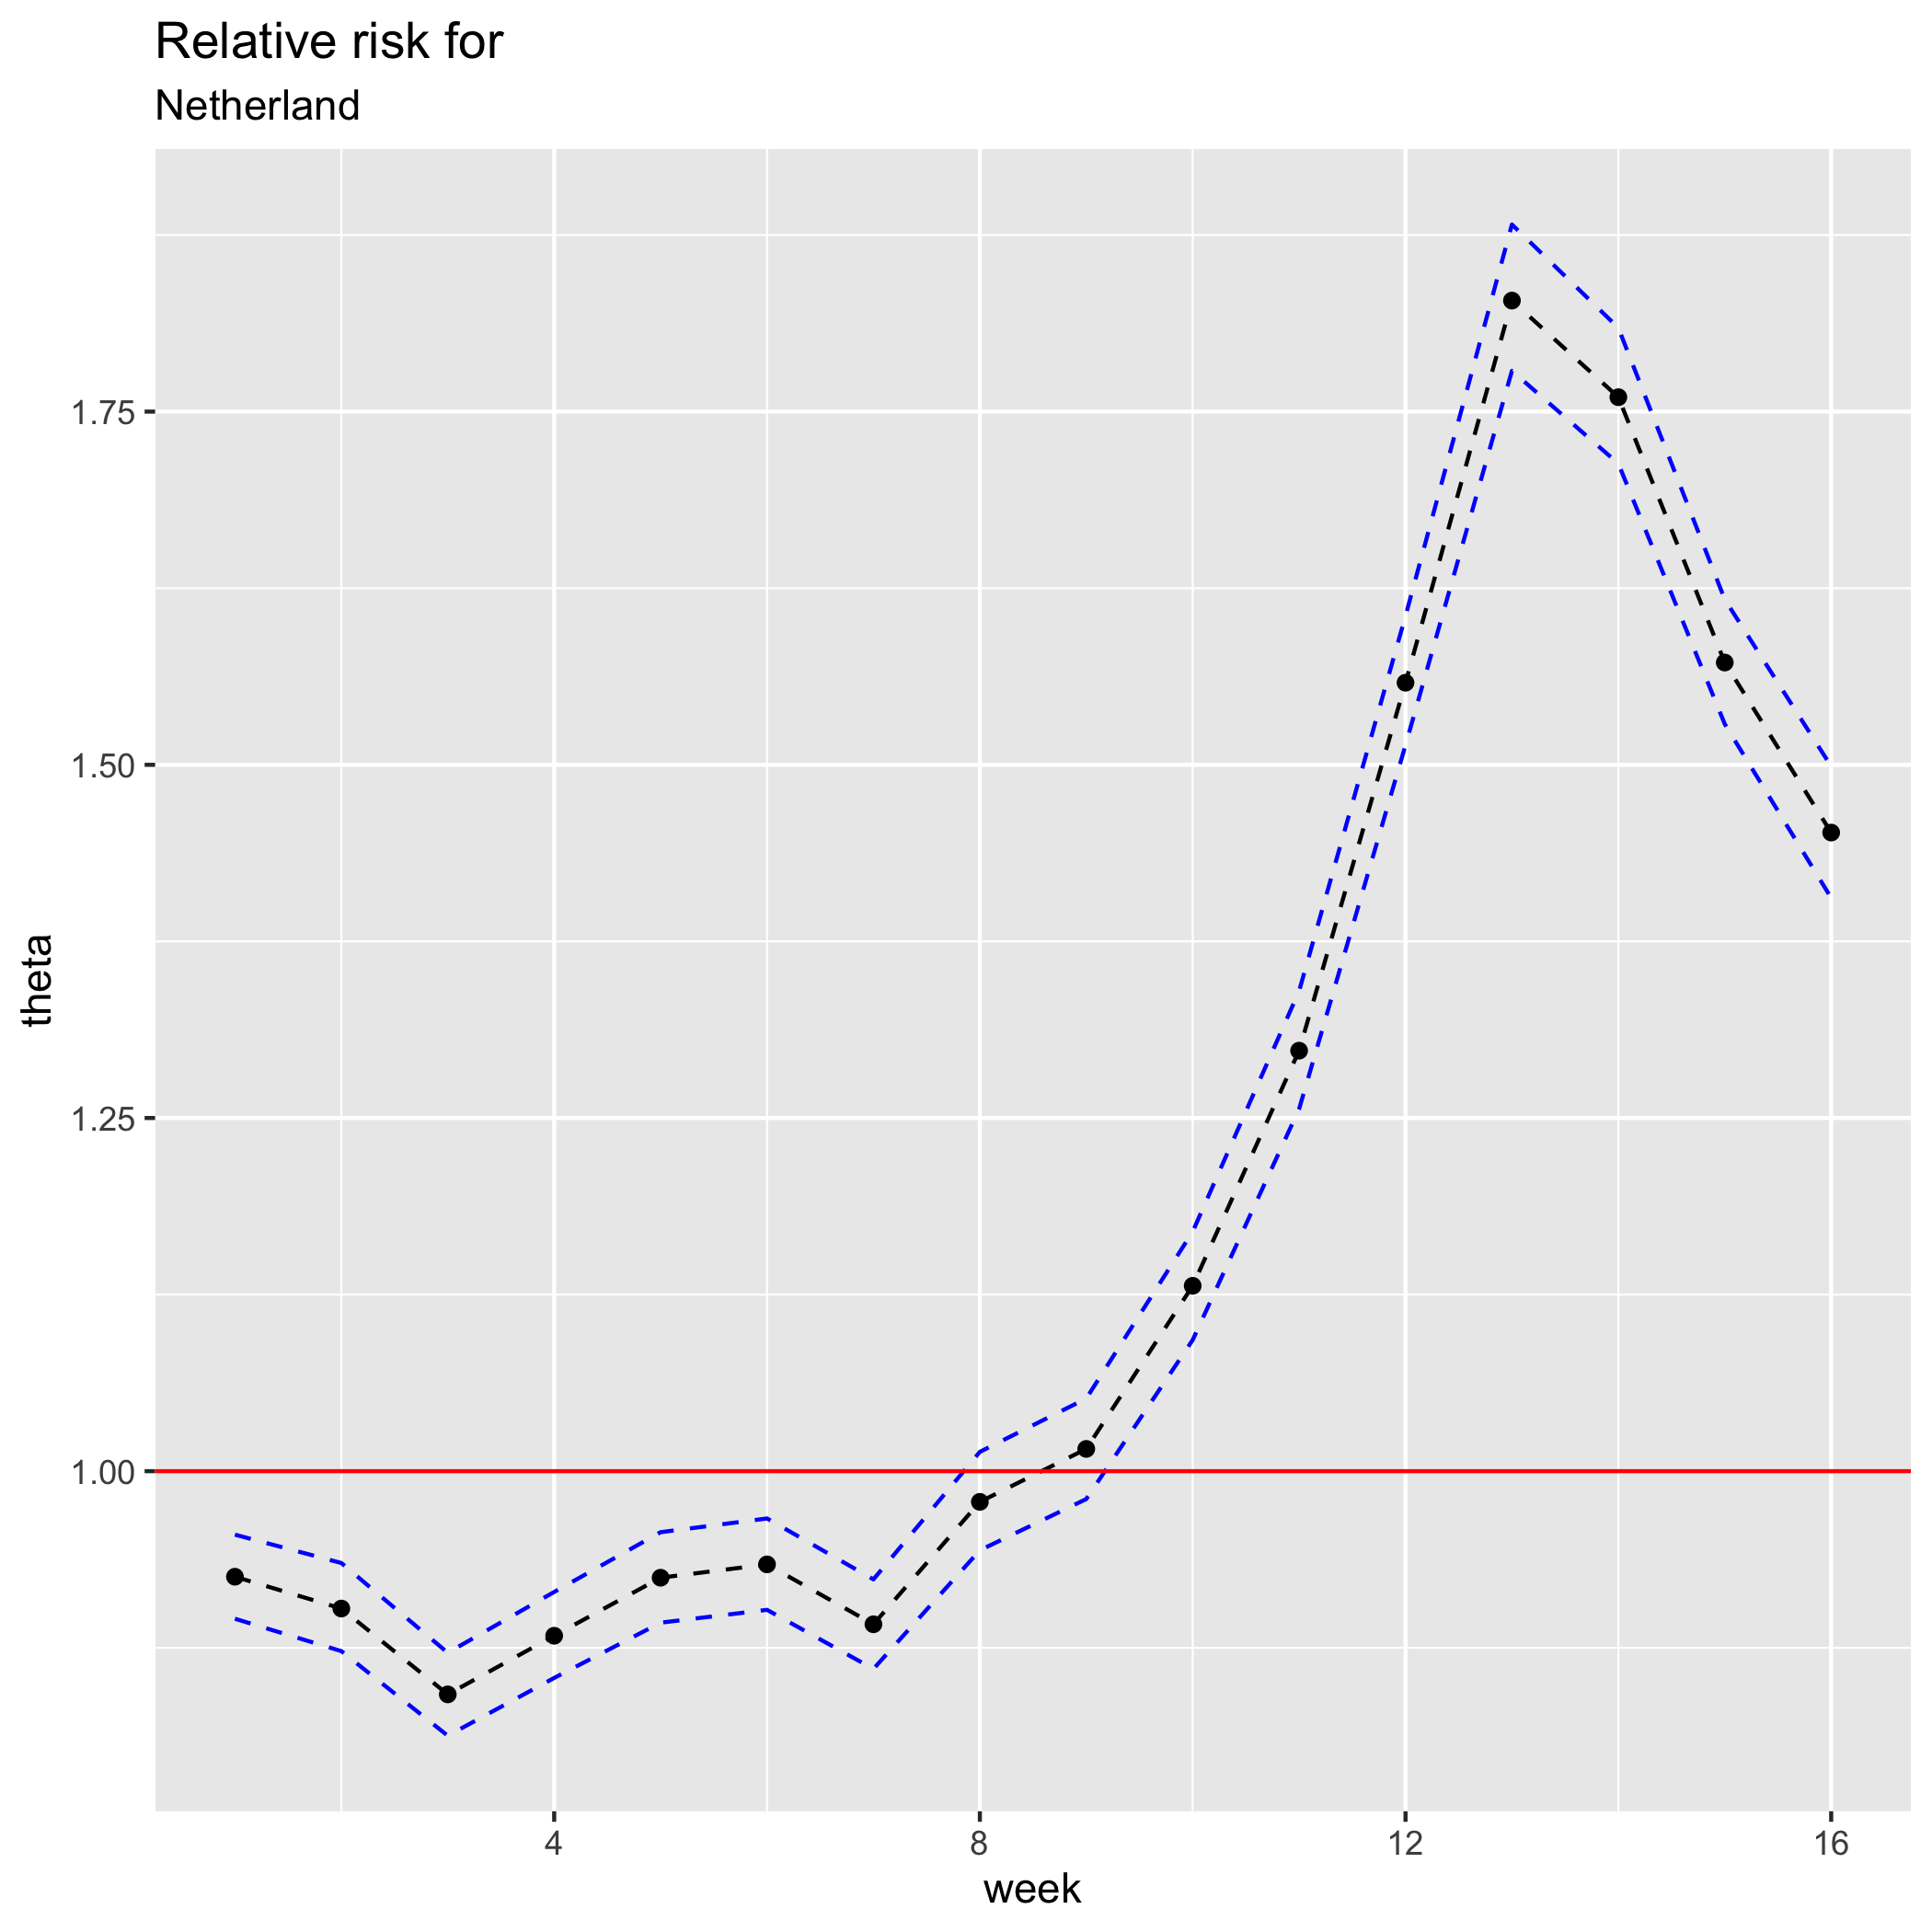 Relative risk for
Netherland
1.75
1.50
1.25
1.00
theta
4 8 12 16
week